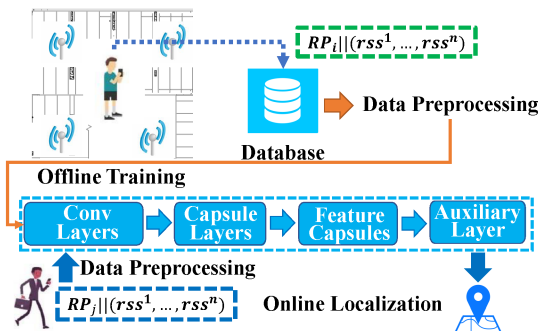 RP_i||(rss^1, ..., rss^n)
Data Preprocessing
Database
Offline Training
Conv Layers
Capsule Layers
Feature Capsules
Auxiliary Layer
Data Preprocessing
RP_j||(rss^1, ..., rss^n)
Online Localization